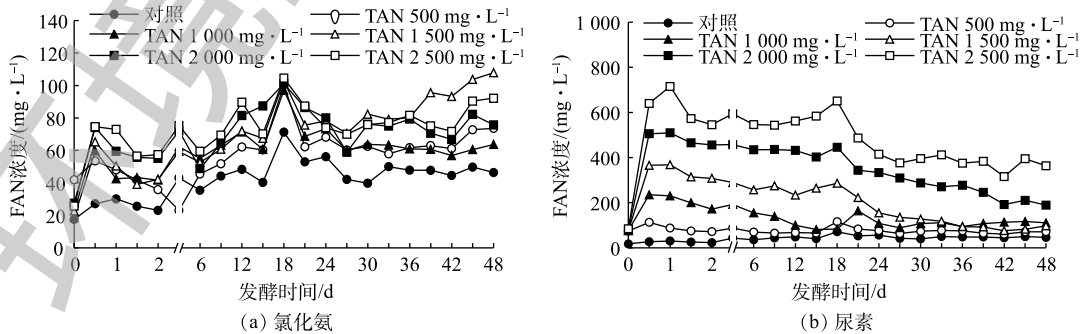 对照
TAN 500 mg·L⁻¹
TAN 1 000 mg·L⁻¹
TAN 1 500 mg·L⁻¹
TAN 2 000 mg·L⁻¹
TAN 2 500 mg·L⁻¹
FAN浓度/(mg·L⁻¹)
140
120
100
80
60
40
20
0
0 1 2 6 12 18 24 30 36 42 48
发酵时间/d
(a) 氯化氨
对照
TAN 500 mg·L⁻¹
TAN 1 000 mg·L⁻¹
TAN 1 500 mg·L⁻¹
TAN 2 000 mg·L⁻¹
TAN 2 500 mg·L⁻¹
FAN浓度/(mg·L⁻¹)
1 000
800
600
400
200
0
0 1 2 6 12 18 24 30 36 42 48
发酵时间/d
(b) 尿素
环境